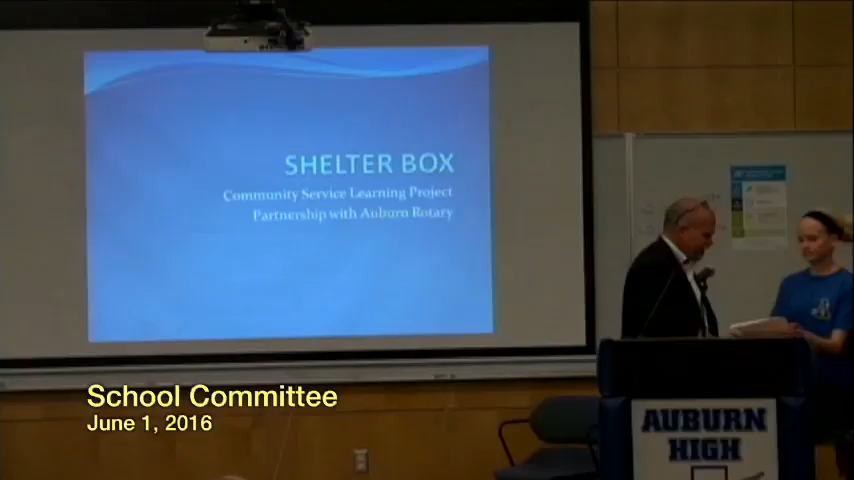 SHELTER BOX
Community Service Learning Project
Partnership with Auburn Rotary
School Committee
June 1, 2016
AUBURN
HIGH